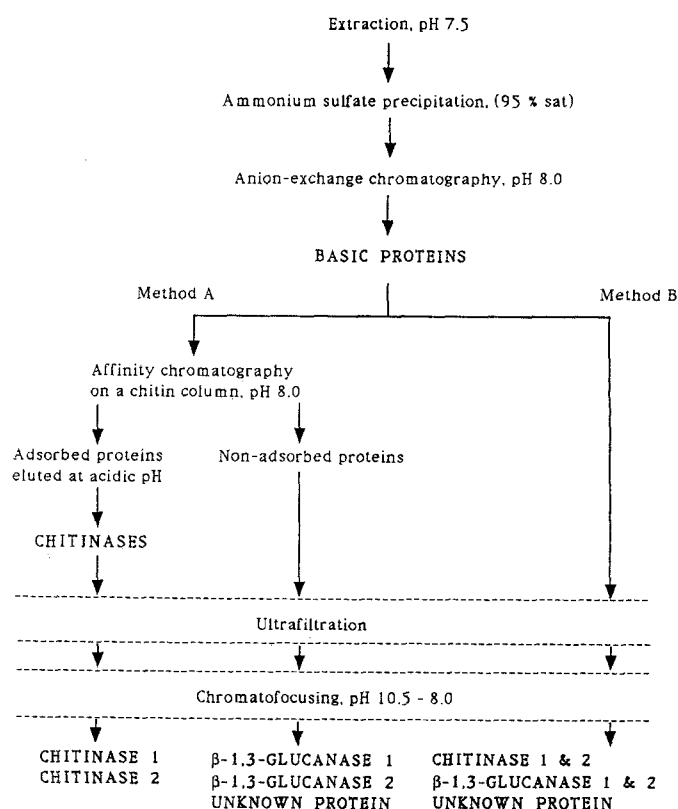 Extraction, pH 7.5
Ammonium sulfate precipitation, (95 % sat)
Anion-exchange chromatography, pH 8.0
BASIC PROTEINS
Method A
Method B
Affinity chromatography
on a chitin column, pH 8.0
Adsorbed proteins
eluted at acidic pH
Non-adsorbed proteins
CHITINASES
Ultrafiltration
Chromatofocusing, pH 10.5 - 8.0
CHITINASE 1
CHITINASE 2
β-1,3-GLUCANASE 1
β-1,3-GLUCANASE 2
UNKNOWN PROTEIN
CHITINASE 1 & 2
β-1,3-GLUCANASE 1 & 2
UNKNOWN PROTEIN